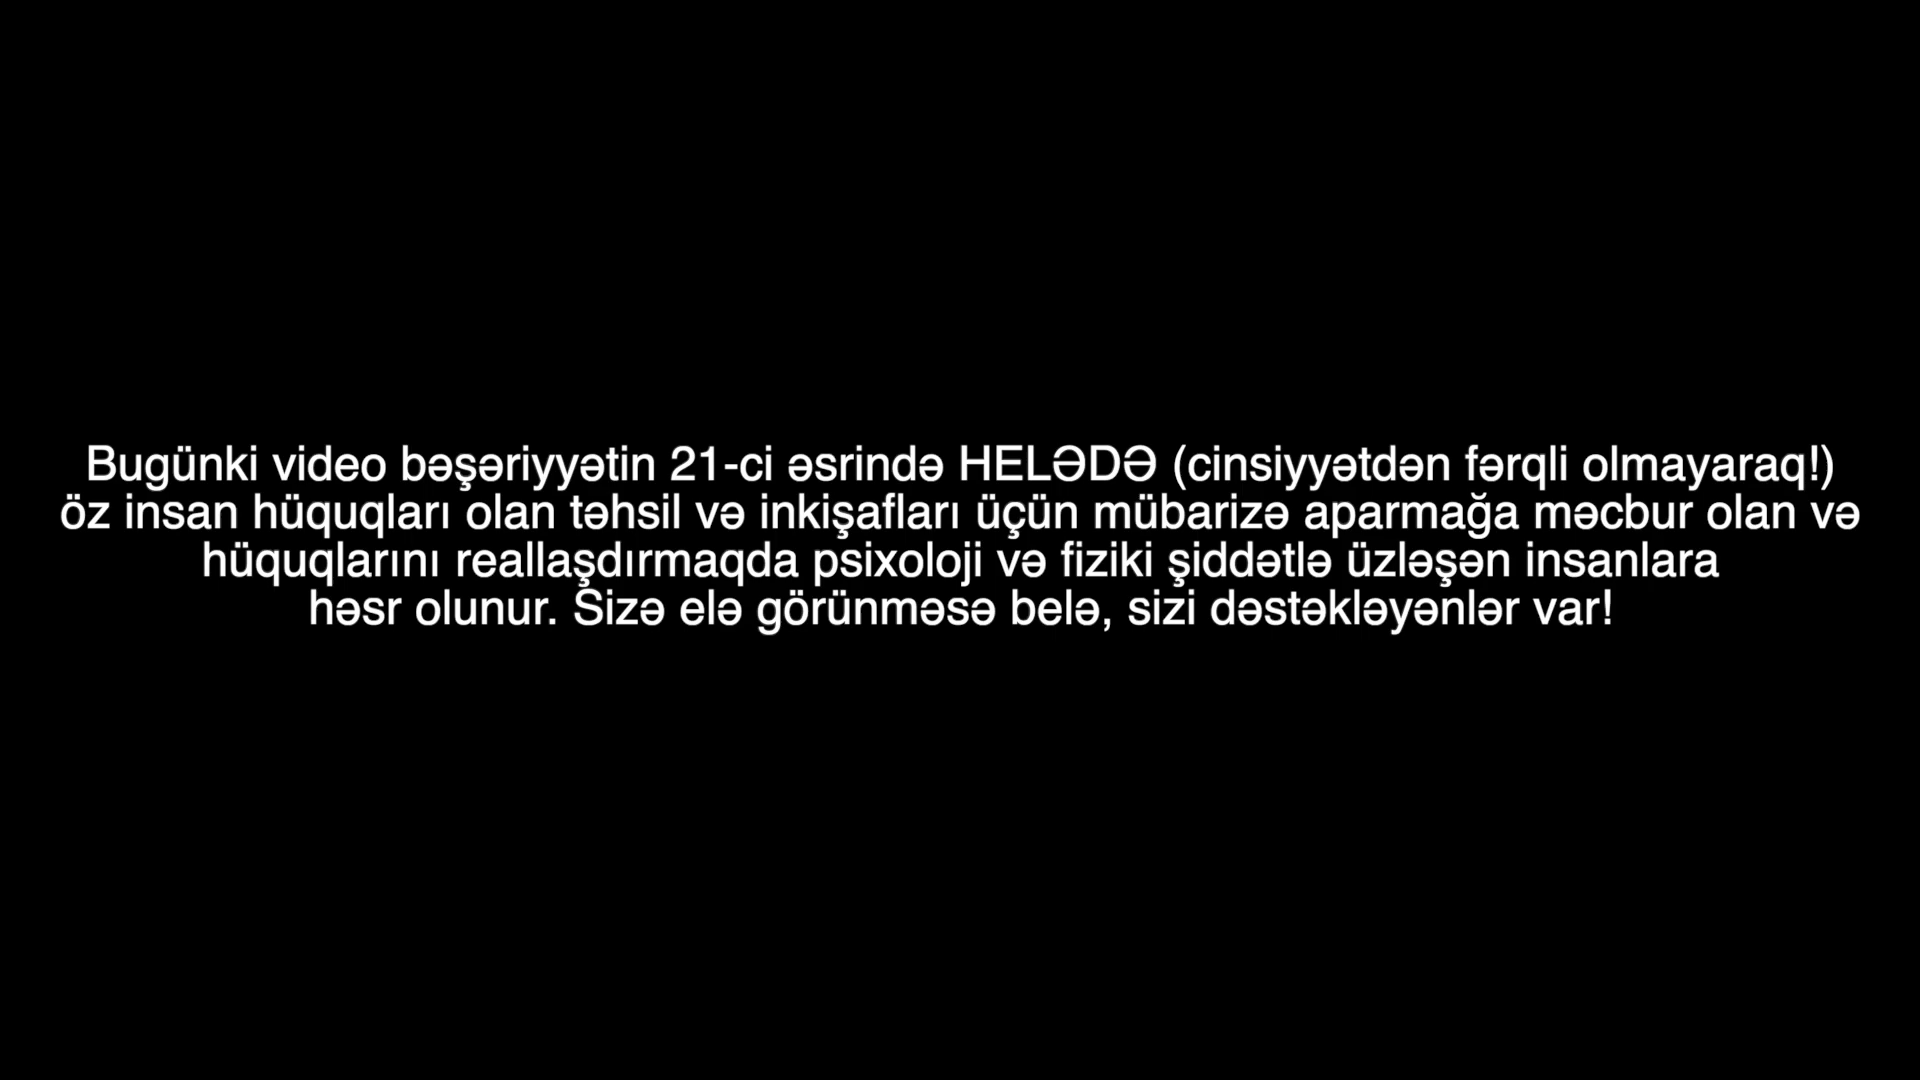 Bugünki video bəşəriyyətin 21-ci əsrində HELƏDƏ (cinsiyyətdən fərqli olmayaraq!)
öz insan hüquqları olan təhsil və inkişafları üçün mübarizə aparmağa məcbur olan və
hüquqlarını reallaşdırmaqda psixoloji və fiziki şiddətlə üzləşən insanlara
həsr olunur. Sizə elə görünməsə belə, sizi dəstəkləyənlər var!